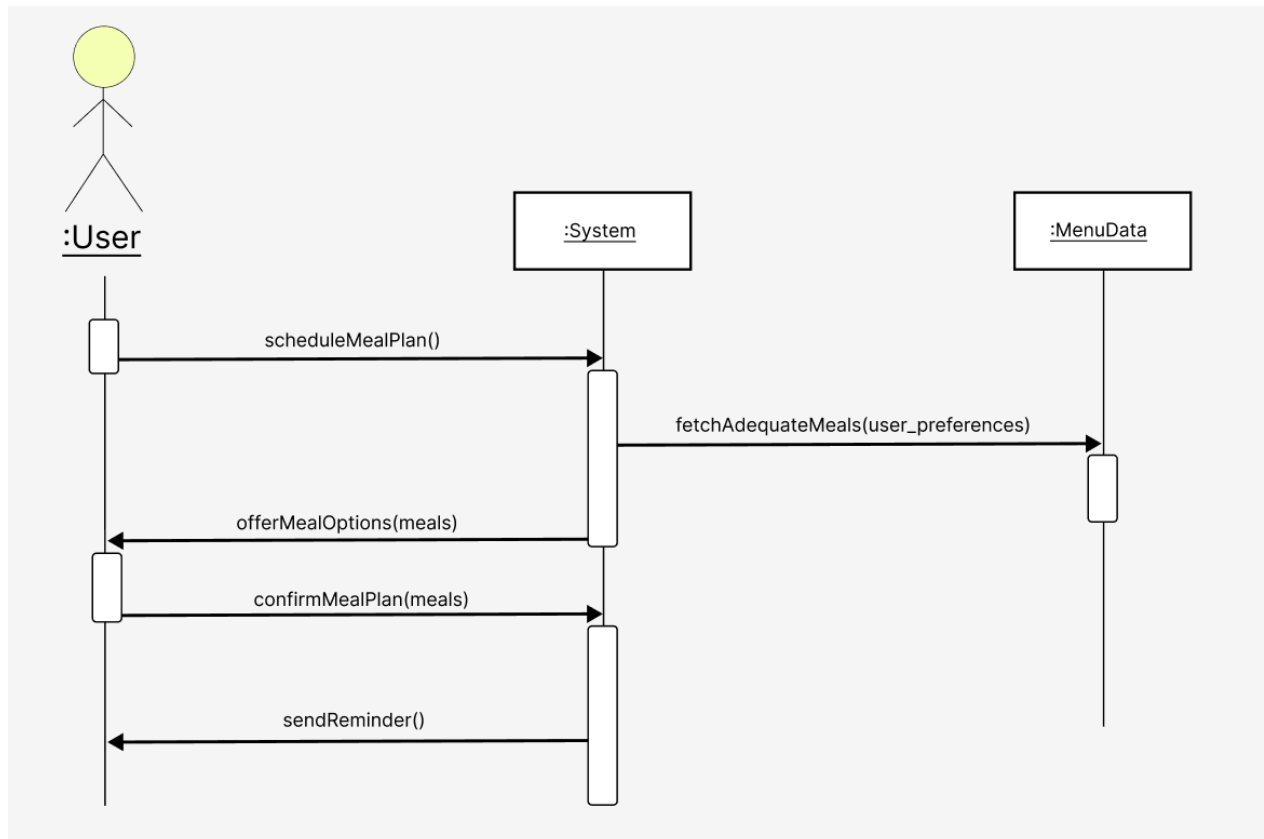 :User
:System
:MenuData
scheduleMealPlan()
fetchAdequateMeals(user_preferences)
offerMealOptions(meals)
confirmMealPlan(meals)
sendReminder()